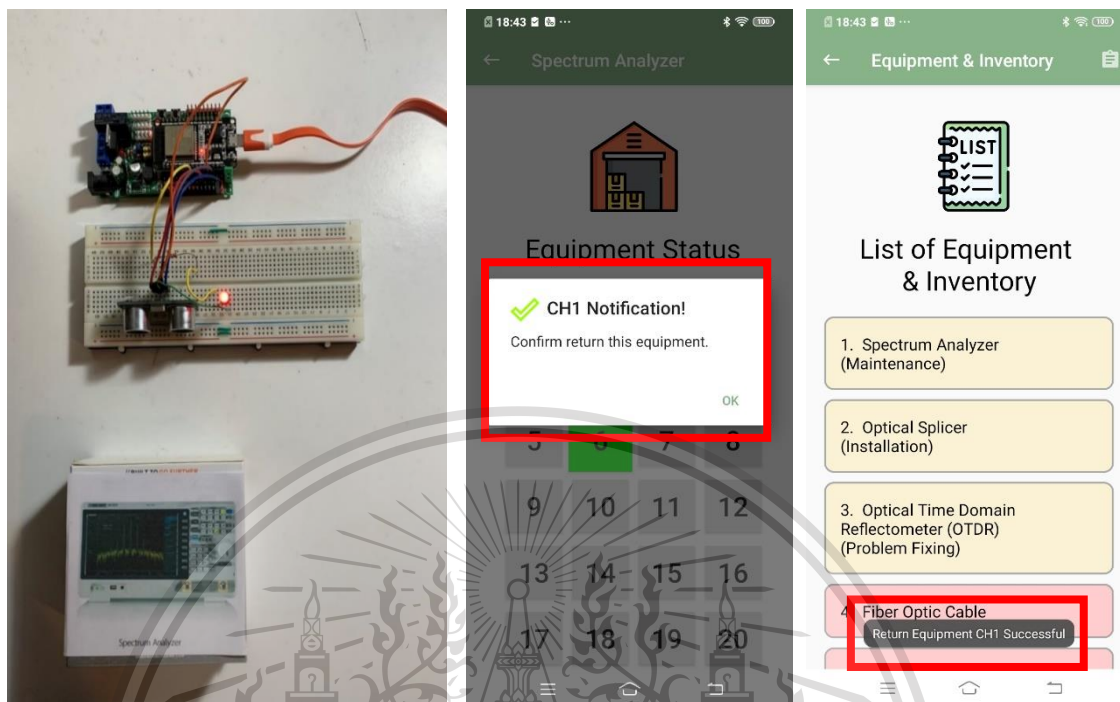 Spectrum Analyzer
18:43
100
Spectrum Analyzer
Equipment Status
CH1 Notification!
Confirm return this equipment.
OK
5 6 7 8
9 10 11 12
13 14 15 16
17 18 19 20
18:43
100
Equipment & Inventory
LIST
List of Equipment
& Inventory
1. Spectrum Analyzer
(Maintenance)
2. Optical Splicer
(Installation)
3. Optical Time Domain
Reflectometer (OTDR)
(Problem Fixing)
4. Fiber Optic Cable
Return Equipment CH1 Successful